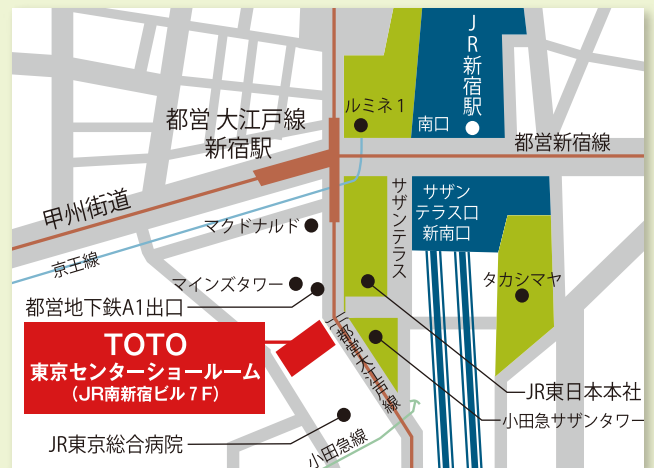 JR新宿駅
ルミネ1
南口
都営 大江戸線
新宿駅
都営新宿線
甲州街道
京王線
マクドナルド
サザンテラス
サザン
テラス口
新南口
タカシマヤ
マインズタワー
都営地下鉄A1出口
TOTO
東京センターショールーム
(JR南新宿ビル7F)
都営大江戸線
JR東日本本社
小田急サザンタワー
JR東京総合病院
小田急線